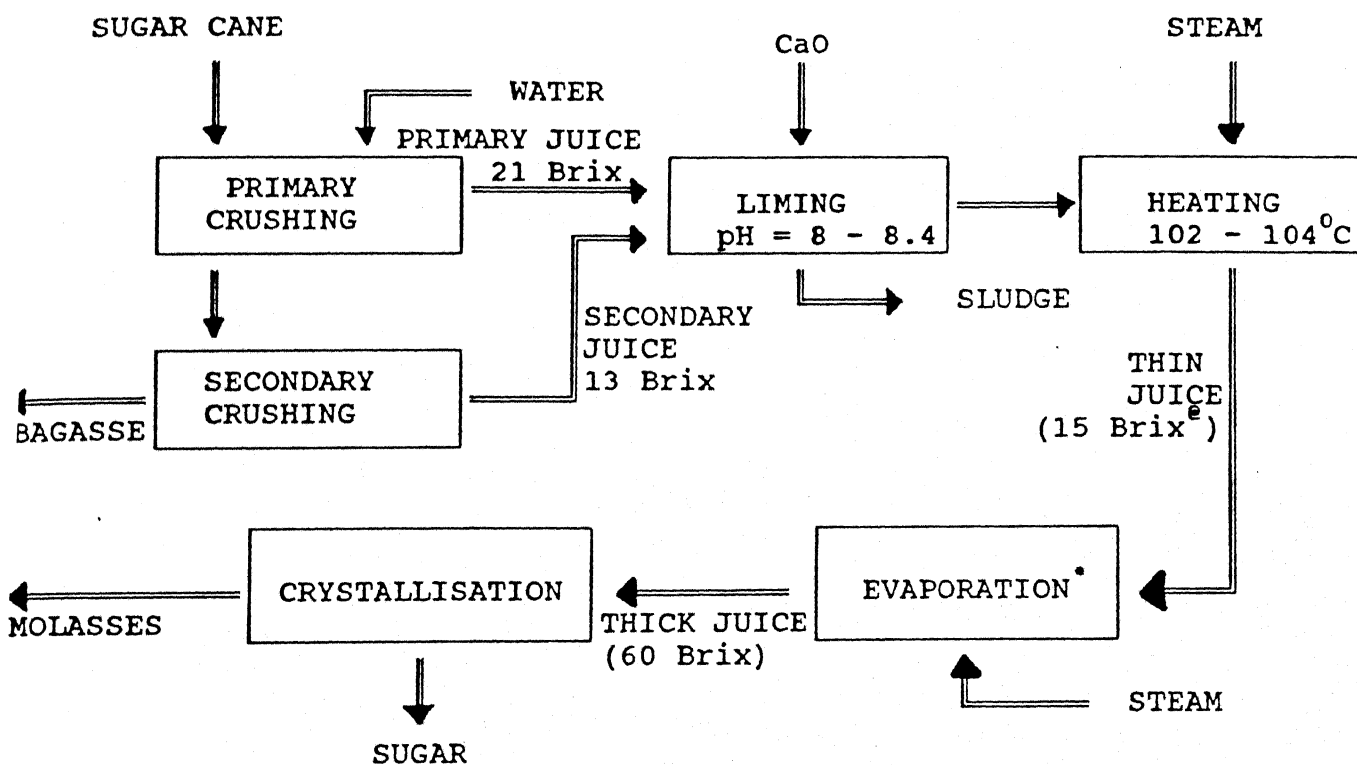 SUGAR CANE
CaO
STEAM
WATER
PRIMARY JUICE
21 Brix
PRIMARY
CRUSHING
LIMING
pH = 8 - 8.4
HEATING
102 - 104°C
SLUDGE
SECONDARY
JUICE
13 Brix
SECONDARY
CRUSHING
BAGASSE
THIN
JUICE
(15 Brix^e)
CRYSTALLISATION
EVAPORATION*
MOLASSES
THICK JUICE
(60 Brix)
STEAM
SUGAR